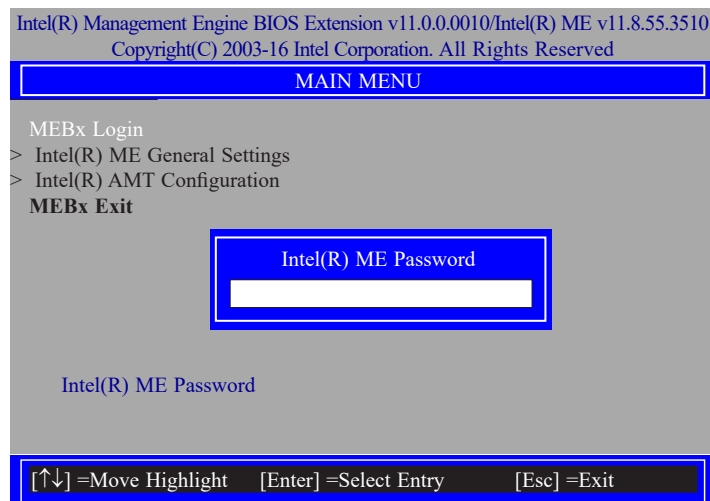 Intel(R) Management Engine BIOS Extension v11.0.0.0010/Intel(R) ME v11.8.55.3510
Copyright(C) 2003-16 Intel Corporation. All Rights Reserved
MAIN MENU
MEBx Login
> Intel(R) ME General Settings
> Intel(R) AMT Configuration
MEBx Exit
Intel(R) ME Password
Intel(R) ME Password
[↑↓] =Move Highlight [Enter] =Select Entry [Esc] =Exit